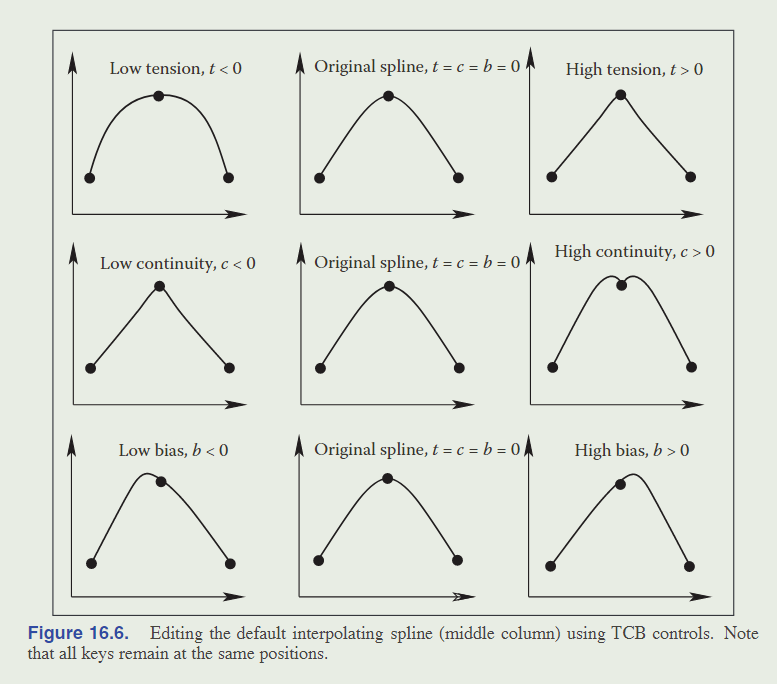 Low tension, t < 0
Original spline, t = c = b = 0
High tension, t > 0
Low continuity, c < 0
Original spline, t = c = b = 0
High continuity, c > 0
Low bias, b < 0
Original spline, t = c = b = 0
High bias, b > 0
Figure 16.6. Editing the default interpolating spline (middle column) using TCB controls. Note
that all keys remain at the same positions.